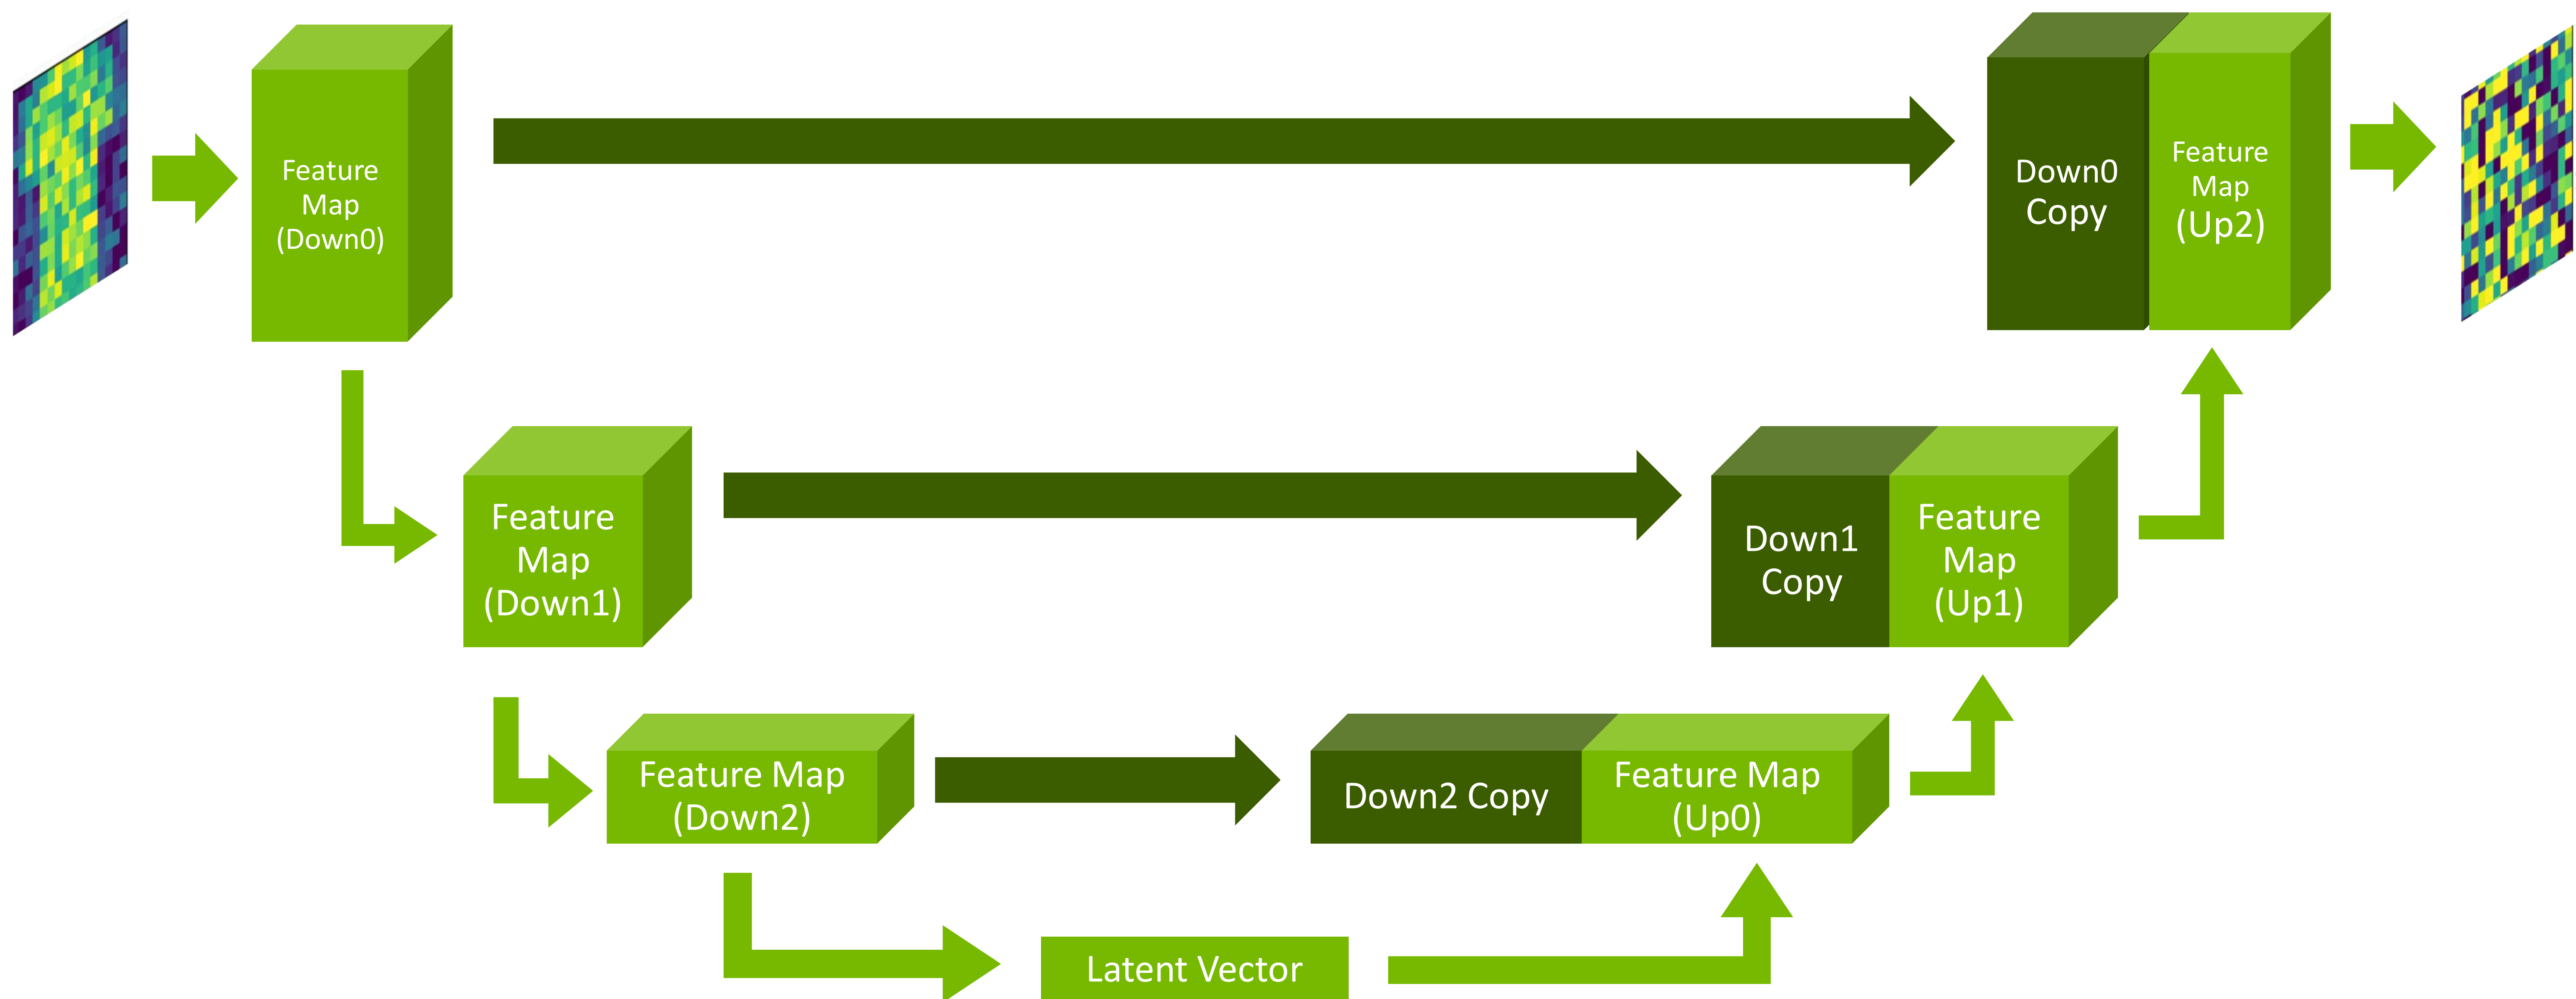 Feature
Map
(Down0)
Down0
Copy
Feature
Map
(Up2)
Feature
Map
(Down1)
Down1
Copy
Feature
Map
(Up1)
Feature Map
(Down2)
Down2 Copy
Feature Map
(Up0)
Latent Vector